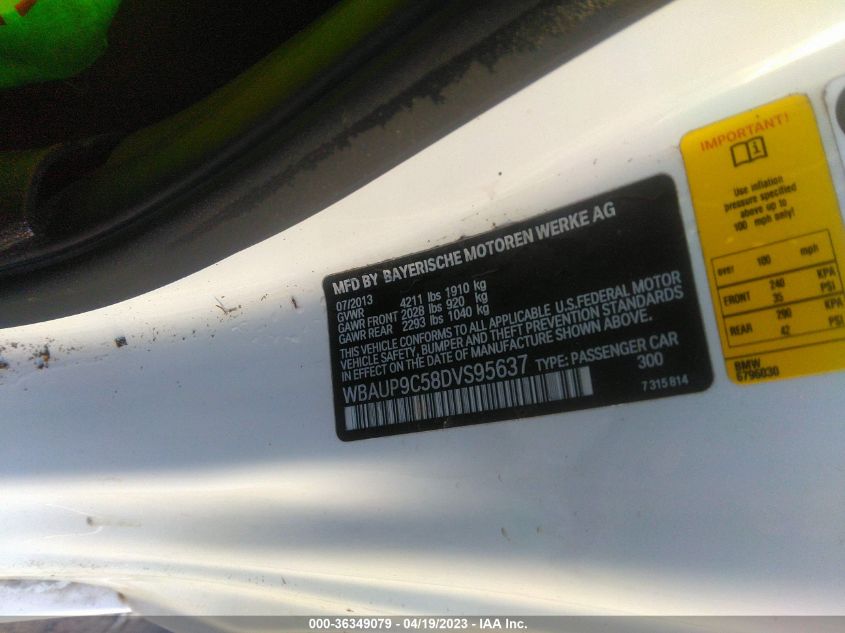 MFD BY BAYERISCHE MOTOREN WERKE AG
07/2013
GVWR 4211 lbs 1910 kg
GAWR FRONT 2028 lbs 920 kg
GAWR REAR 2293 lbs 1040 kg
THIS VEHICLE CONFORMS TO ALL APPLICABLE U.S.FEDERAL MOTOR
VEHICLE SAFETY, BUMPER AND THEFT PREVENTION STANDARDS
IN EFFECT ON THE DATE OF MANUFACTURE SHOWN ABOVE.
WBAUP9C58DVS95637 TYPE: PASSENGER CAR
300
7 315 814
IMPORTANT!
Use inflation
pressure specified
above up to
100 mph only!
over 100 mph
FRONT 240 KPA
35 PSI
REAR 290 KPA
42 PSI
BMW
6796030
000-36349079 - 04/19/2023 - IAA Inc.